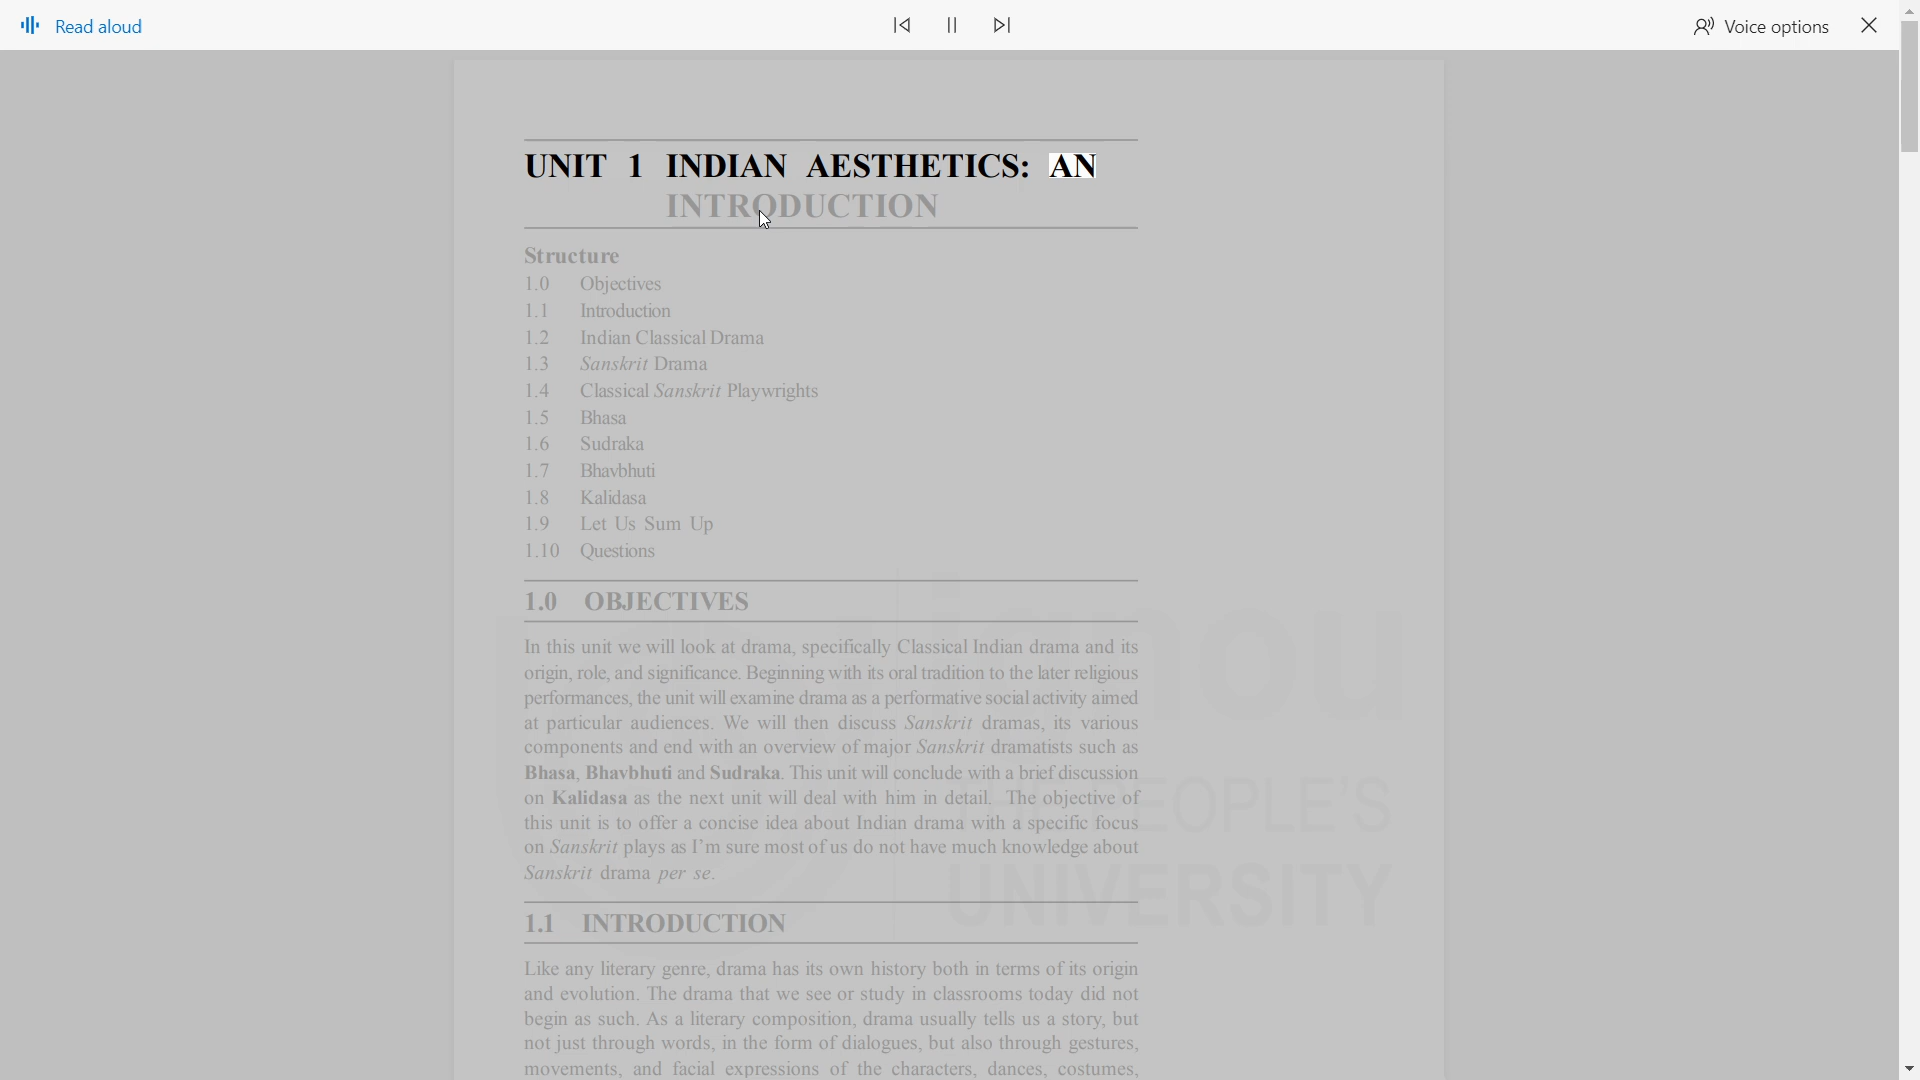 Read aloud
Voice options
UNIT 1 INDIAN AESTHETICS: AN
INTRODUCTION
Structure
1.0 Objectives
1.1 Introduction
1.2 Indian Classical Drama
1.3 Sanskrit Drama
1.4 Classical Sanskrit Playwrights
1.5 Bhasa
1.6 Sudraka
1.7 Bhavbhuti
1.8 Kalidasa
1.9 Let Us Sum Up
1.10 Questions
1.0 OBJECTIVES
In this unit we will look at drama, specifically Classical Indian drama and its
origin, role, and significance. Beginning with its oral tradition to the later religious
performances, the unit will examine drama as a performative social activity aimed
at particular audiences. We will then discuss Sanskrit dramas, its various
components and end with an overview of major Sanskrit dramatists such as
Bhasa, Bhavbhuti and Sudraka. This unit will conclude with a brief discussion
on Kalidasa as the next unit will deal with him in detail. The objective of
this unit is to offer a concise idea about Indian drama with a specific focus
on Sanskrit plays as I'm sure most of us do not have much knowledge about
Sanskrit drama per se.
ignou
THE PEOPLE'S
UNIVERSITY
1.1 INTRODUCTION
Like any literary genre, drama has its own history both in terms of its origin
and evolution. The drama that we see or study in classrooms today did not
begin as such. As a literary composition, drama usually tells us a story, but
not just through words, in the form of dialogues, but also through gestures,
movements, and facial expressions of the characters, dances, costumes,